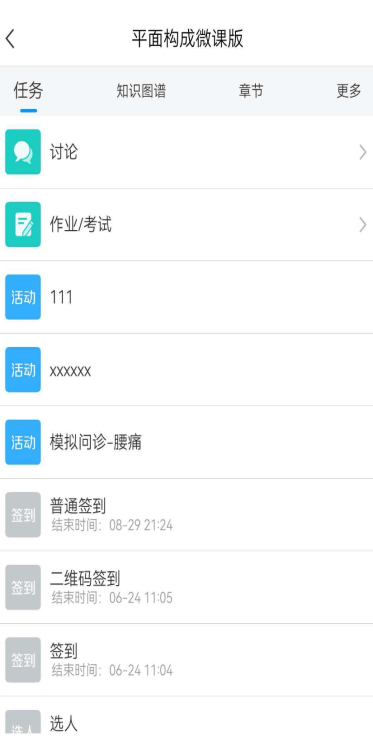 平面构成微课版
任务 知识图谱 章节 更多
讨论
作业/考试
活动 111
活动 xxxxxx
活动 模拟问诊-腰痛
签到 普通签到
结束时间：08-29 21:24
签到 二维码签到
结束时间：06-24 11:05
签到 签到
结束时间：06-24 11:04
选人 选人